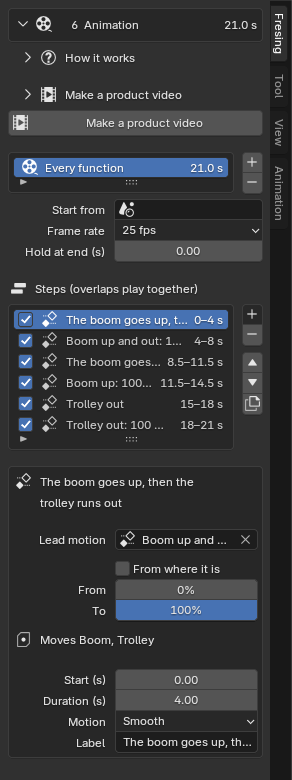 6 Animation 21.0 s
How it works
Make a product video
Make a product video
Every function 21.0 s
Start from
Frame rate 25 fps
Hold at end (s) 0.00
Steps (overlaps play together)
The boom goes up, t... 0–4 s
Boom up and out: 1... 4–8 s
The boom goes... 8.5–11.5 s
Boom up: 100... 11.5–14.5 s
Trolley out 15–18 s
Trolley out: 100 ... 18–21 s
The boom goes up, then the
trolley runs out
Lead motion Boom up and ...
From where it is
From 0%
To 100%
Moves Boom, Trolley
Start (s) 0.00
Duration (s) 4.00
Motion Smooth
Label The boom goes up, th...
Fresing
Tool
View
Animation